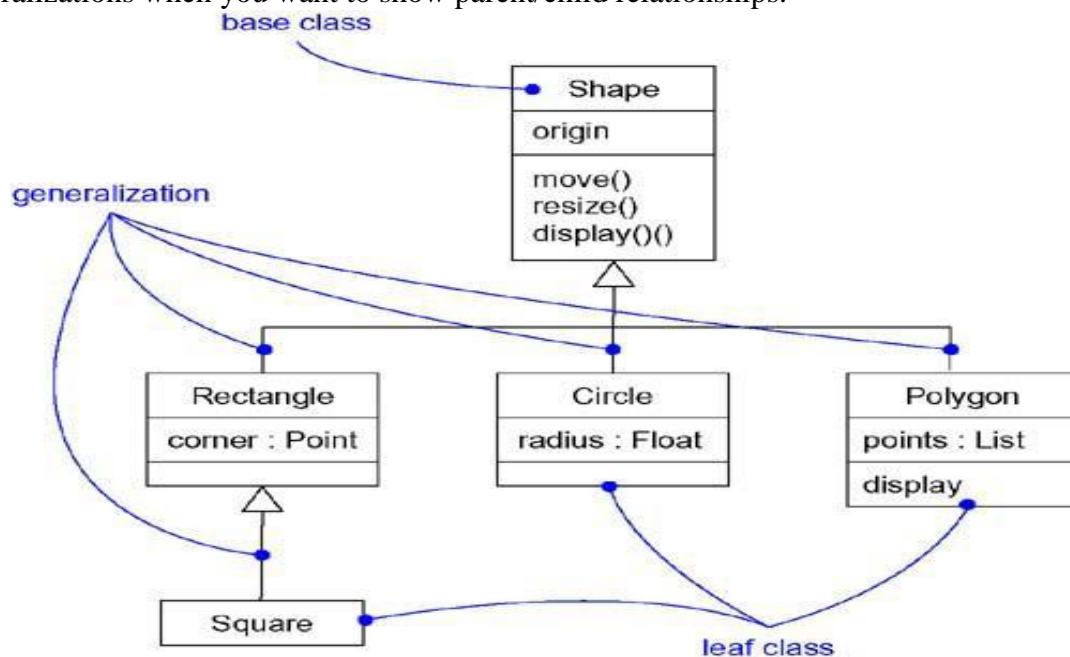 when you want to show parent/child relationships.
base class
Shape
origin
move()
resize()
display()()
generalization
Rectangle
corner : Point
Circle
radius : Float
Polygon
points : List
display
Square
leaf class